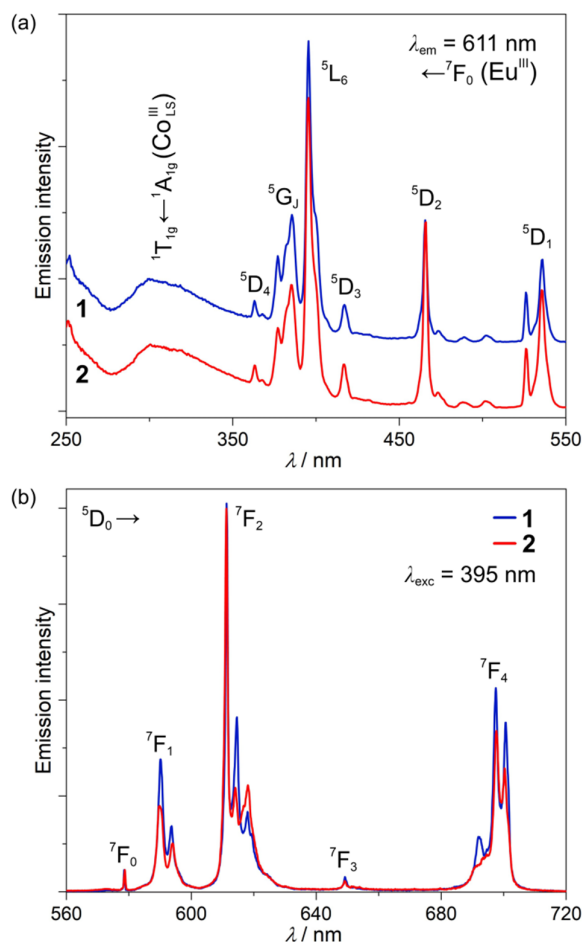 (a)
λem = 611 nm
←⁷F₀ (Euᴵᴵᴵ)
¹T₁g ← ¹A₁g (Coᴵᴵᴵ LS)
⁵L₆
⁵GJ
⁵D₄
⁵D₃
⁵D₂
⁵D₁
1
2
Emission intensity
250 350 450 550
λ / nm
(b)
⁵D₀ →
⁷F₂
1
2
λexc = 395 nm
⁷F₄
⁷F₁
⁷F₀
⁷F₃
Emission intensity
560 600 640 680 720
λ / nm